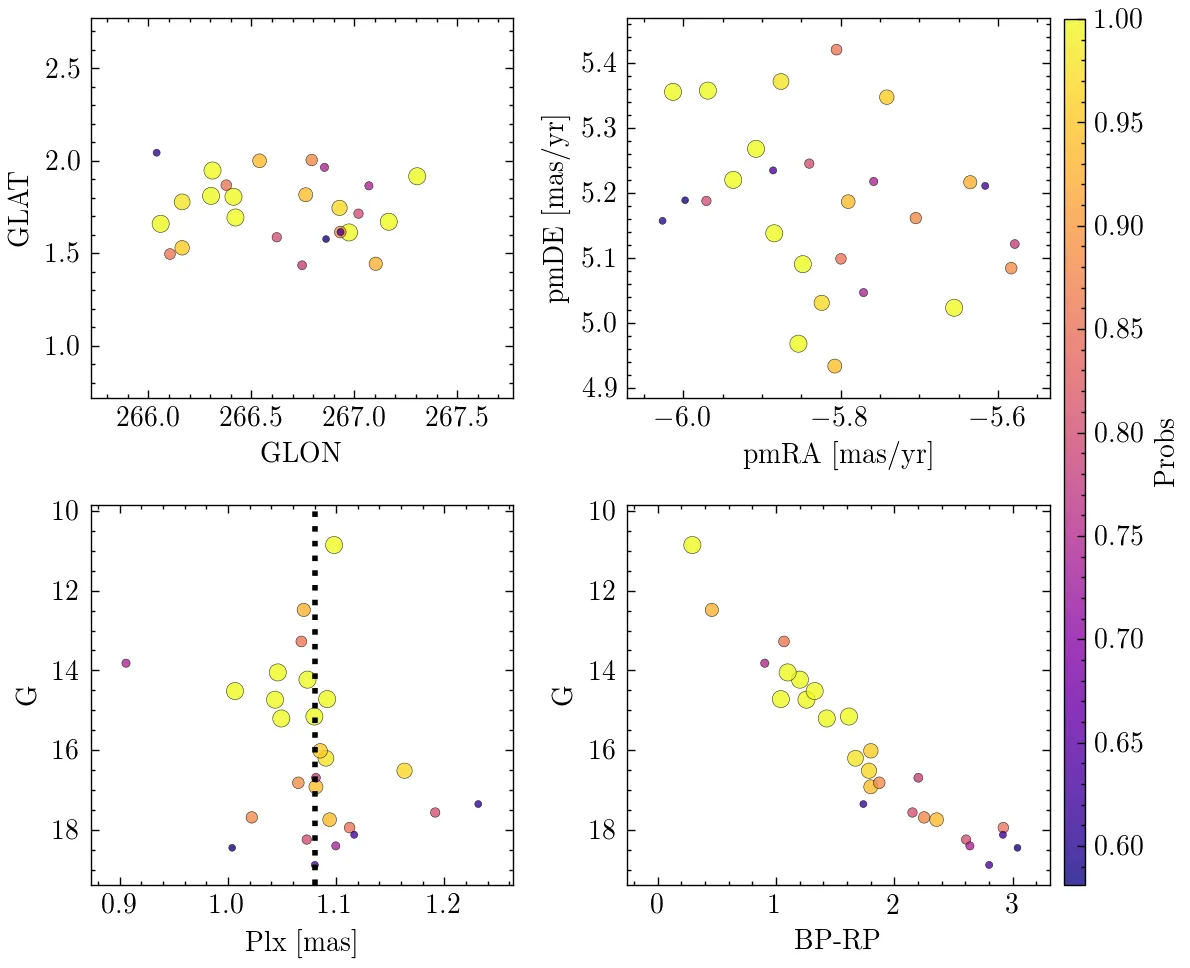 2.5
2.0
1.5
1.0
GLAT
266.0 266.5 267.0 267.5
GLON
5.4
5.3
5.2
5.1
5.0
4.9
pmDE [mas/yr]
−6.0 −5.8 −5.6
pmRA [mas/yr]
10
12
14
16
18
G
0.9 1.0 1.1 1.2
Plx [mas]
10
12
14
16
18
G
0 1 2 3
BP-RP
1.00
0.95
0.90
0.85
0.80
0.75
0.70
0.65
0.60
Probs